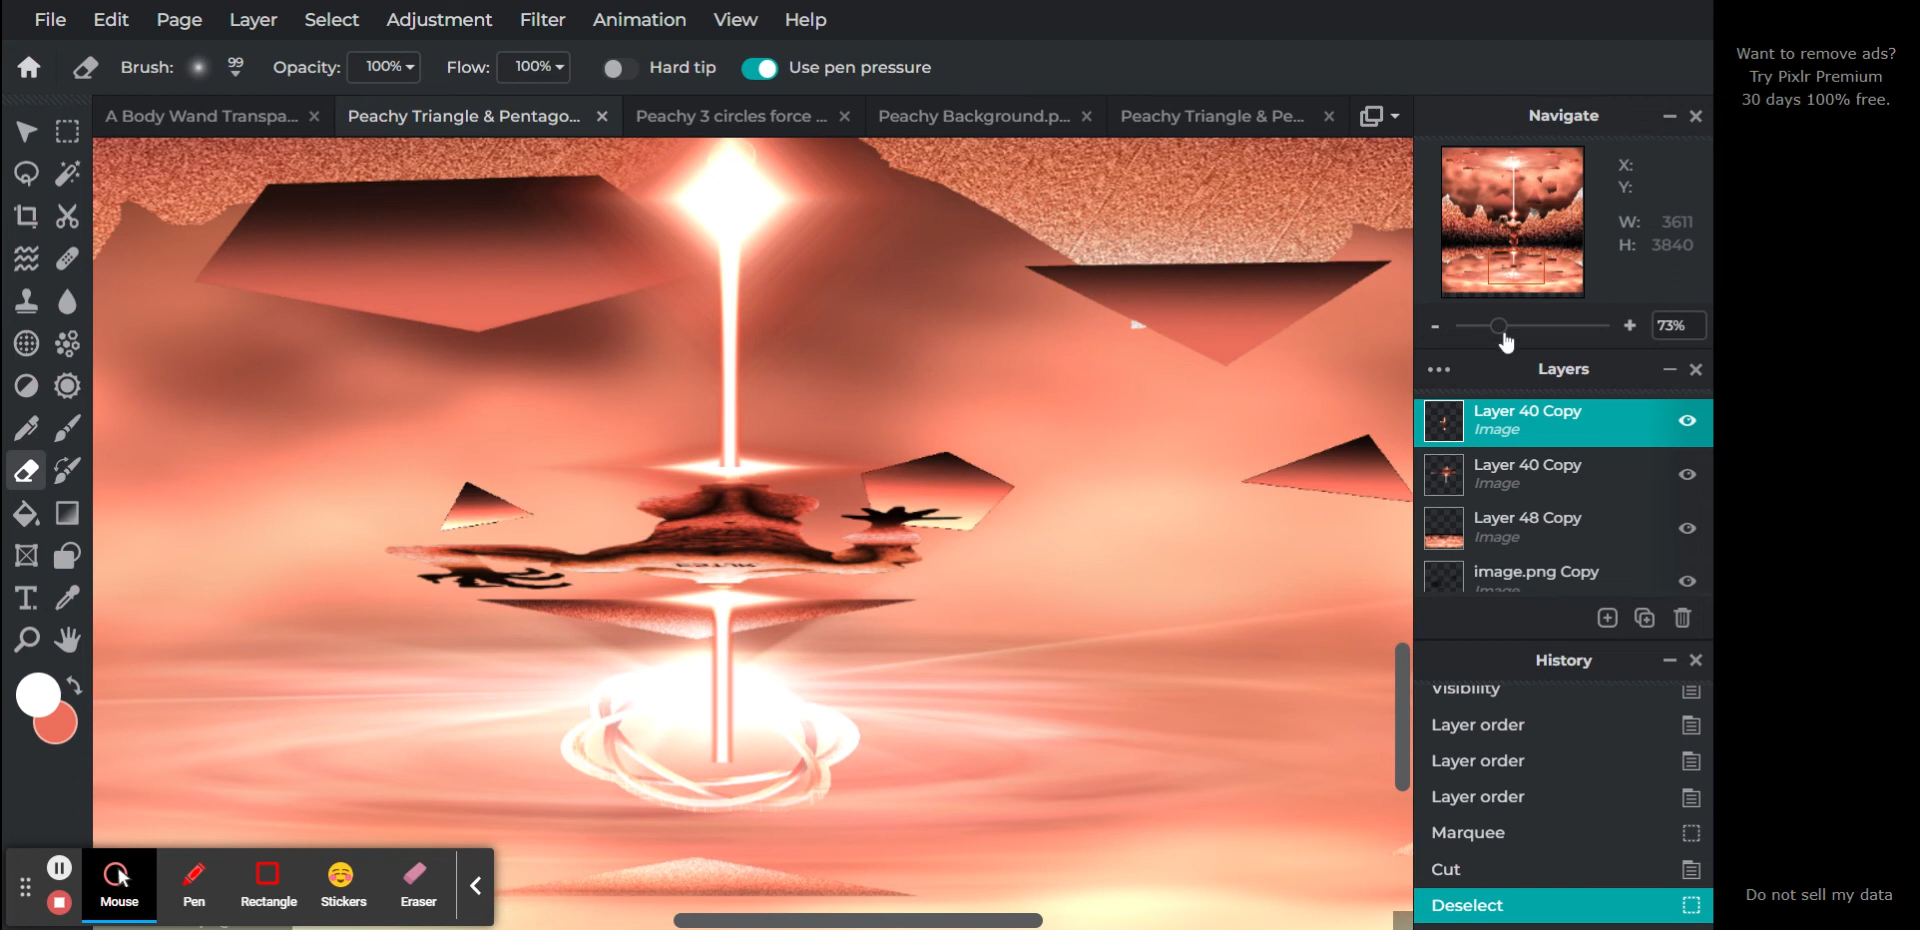 File Edit Page Layer Select Adjustment Filter Animation View Help
Want to remove ads?
Try Pixlr Premium
30 days 100% free.
Brush: 99 Opacity: 100% Flow: 100% Hard tip Use pen pressure
A Body Wand Transpa... Peachy Triangle & Pentago... Peachy 3 circles force ... Peachy Background.p... Peachy Triangle & Pe...
Navigate
X:
Y:
W: 3611
H: 3840
73%
Layers
Layer 40 Copy
Image
Layer 40 Copy
Image
Layer 48 Copy
Image
image.png Copy
Image
History
Visibility
Layer order
Layer order
Layer order
Marquee
Cut
Deselect
Mouse Pen Rectangle Stickers Eraser
Do not sell my data